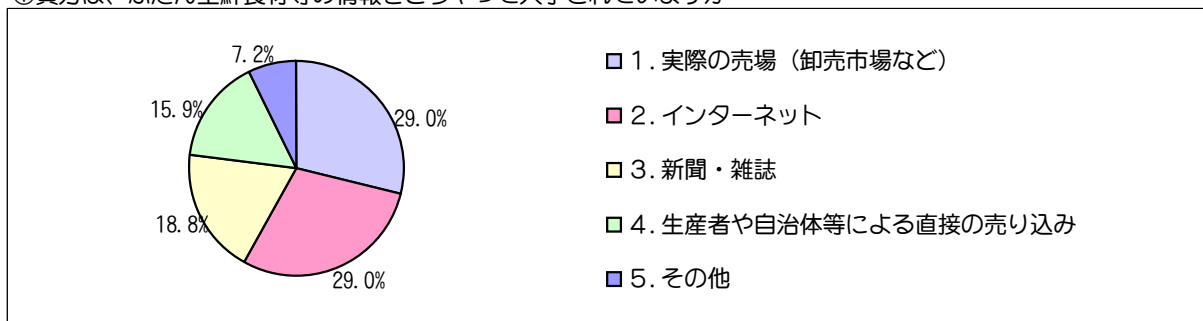 7.2%
15.9%
29.0%
18.8%
29.0%
1.実際の売場（卸売市場など）
2.インターネット
3.新聞・雑誌
4.生産者や自治体等による直接の売り込み
5.その他